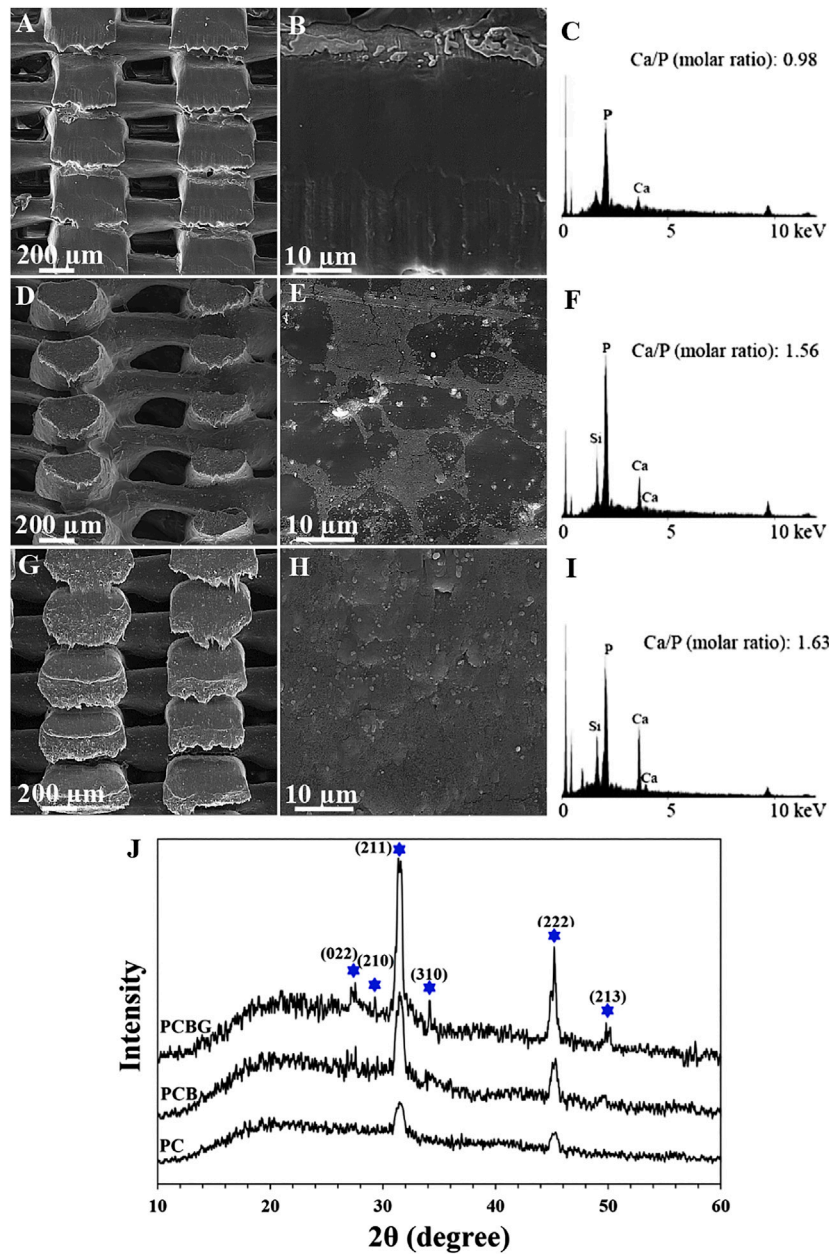 A
200 µm
B
10 µm
C
Ca/P (molar ratio): 0.98
P
Ca
0
5
10 keV
D
200 µm
E
10 µm
F
Ca/P (molar ratio): 1.56
P
Si
Ca
Ca
0
5
10 keV
G
200 µm
H
10 µm
I
Ca/P (molar ratio): 1.63
P
Si
Ca
Ca
0
5
10 keV
J
(211)
(222)
(022)
(210)
(310)
(213)
PCBG
PCB
PC
Intensity
10
20
30
40
50
60
2θ (degree)